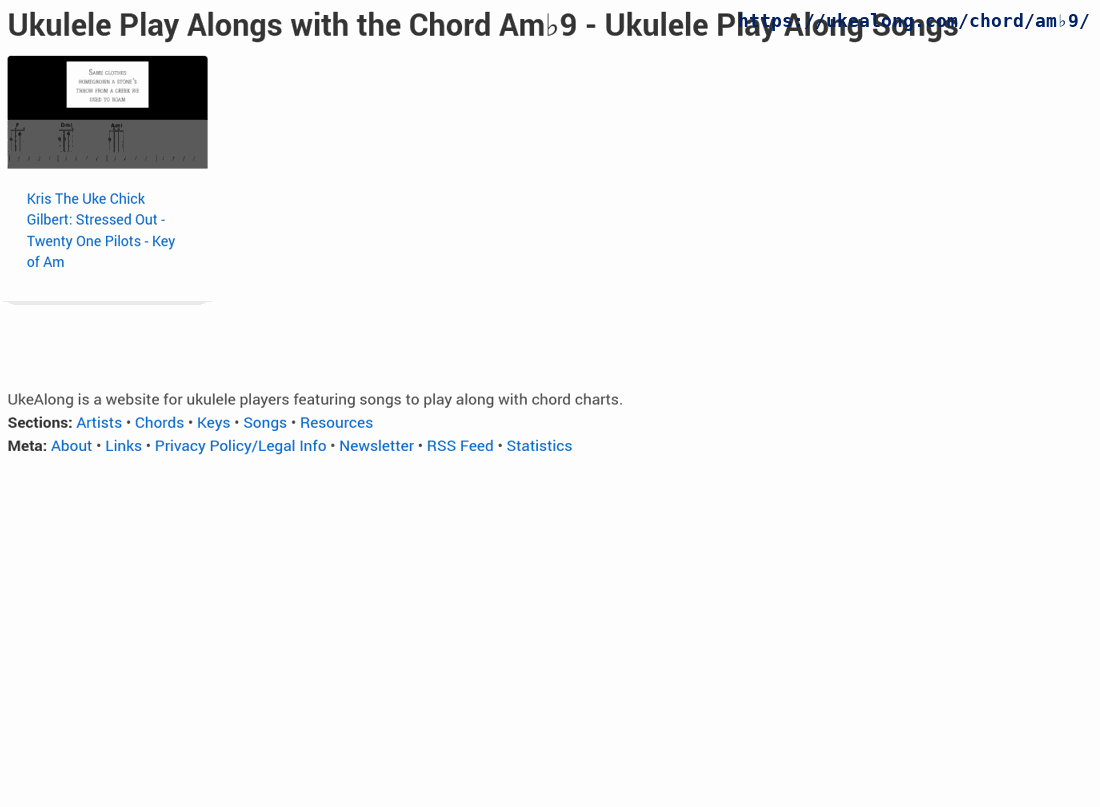 Ukulele Play Alongs with the Chord Am♭9 - Ukulele Play Along Songs
https://ukealong.com/chord/am♭9/
Same clothes
homegrown a stone's
throw from a creek we
used to roam
F
Kris The Uke Chick
Gilbert: Stressed Out -
Twenty One Pilots - Key
of Am
UkeAlong is a website for ukulele players featuring songs to play along with chord charts.
Sections: Artists • Chords • Keys • Songs • Resources
Meta: About • Links • Privacy Policy/Legal Info • Newsletter • RSS Feed • Statistics